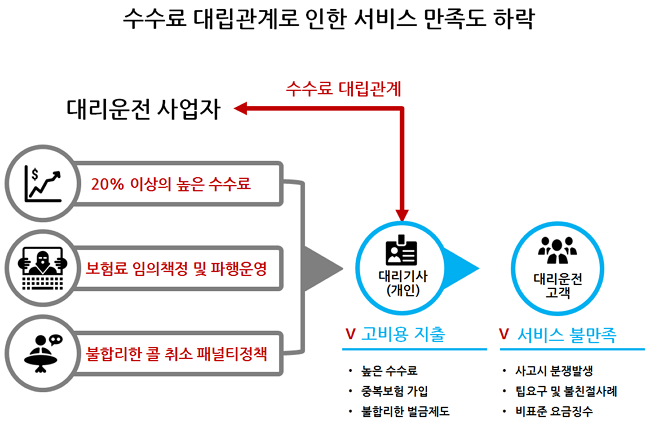 수수료 대립관계로 인한 서비스 만족도 하락
수수료 대립관계
대리운전 사업자
$
20% 이상의 높은 수수료
보험료 임의책정 및 파행운영
불합리한 콜 취소 패널티정책
대리기사
(개인)
대리운전
고객
V 고비용 지출
• 높은 수수료
• 중복보험 가입
• 불합리한 벌금제도
V 서비스 불만족
• 사고시 분쟁발생
• 팁요구 및 불친절사례
• 비표준 요금징수